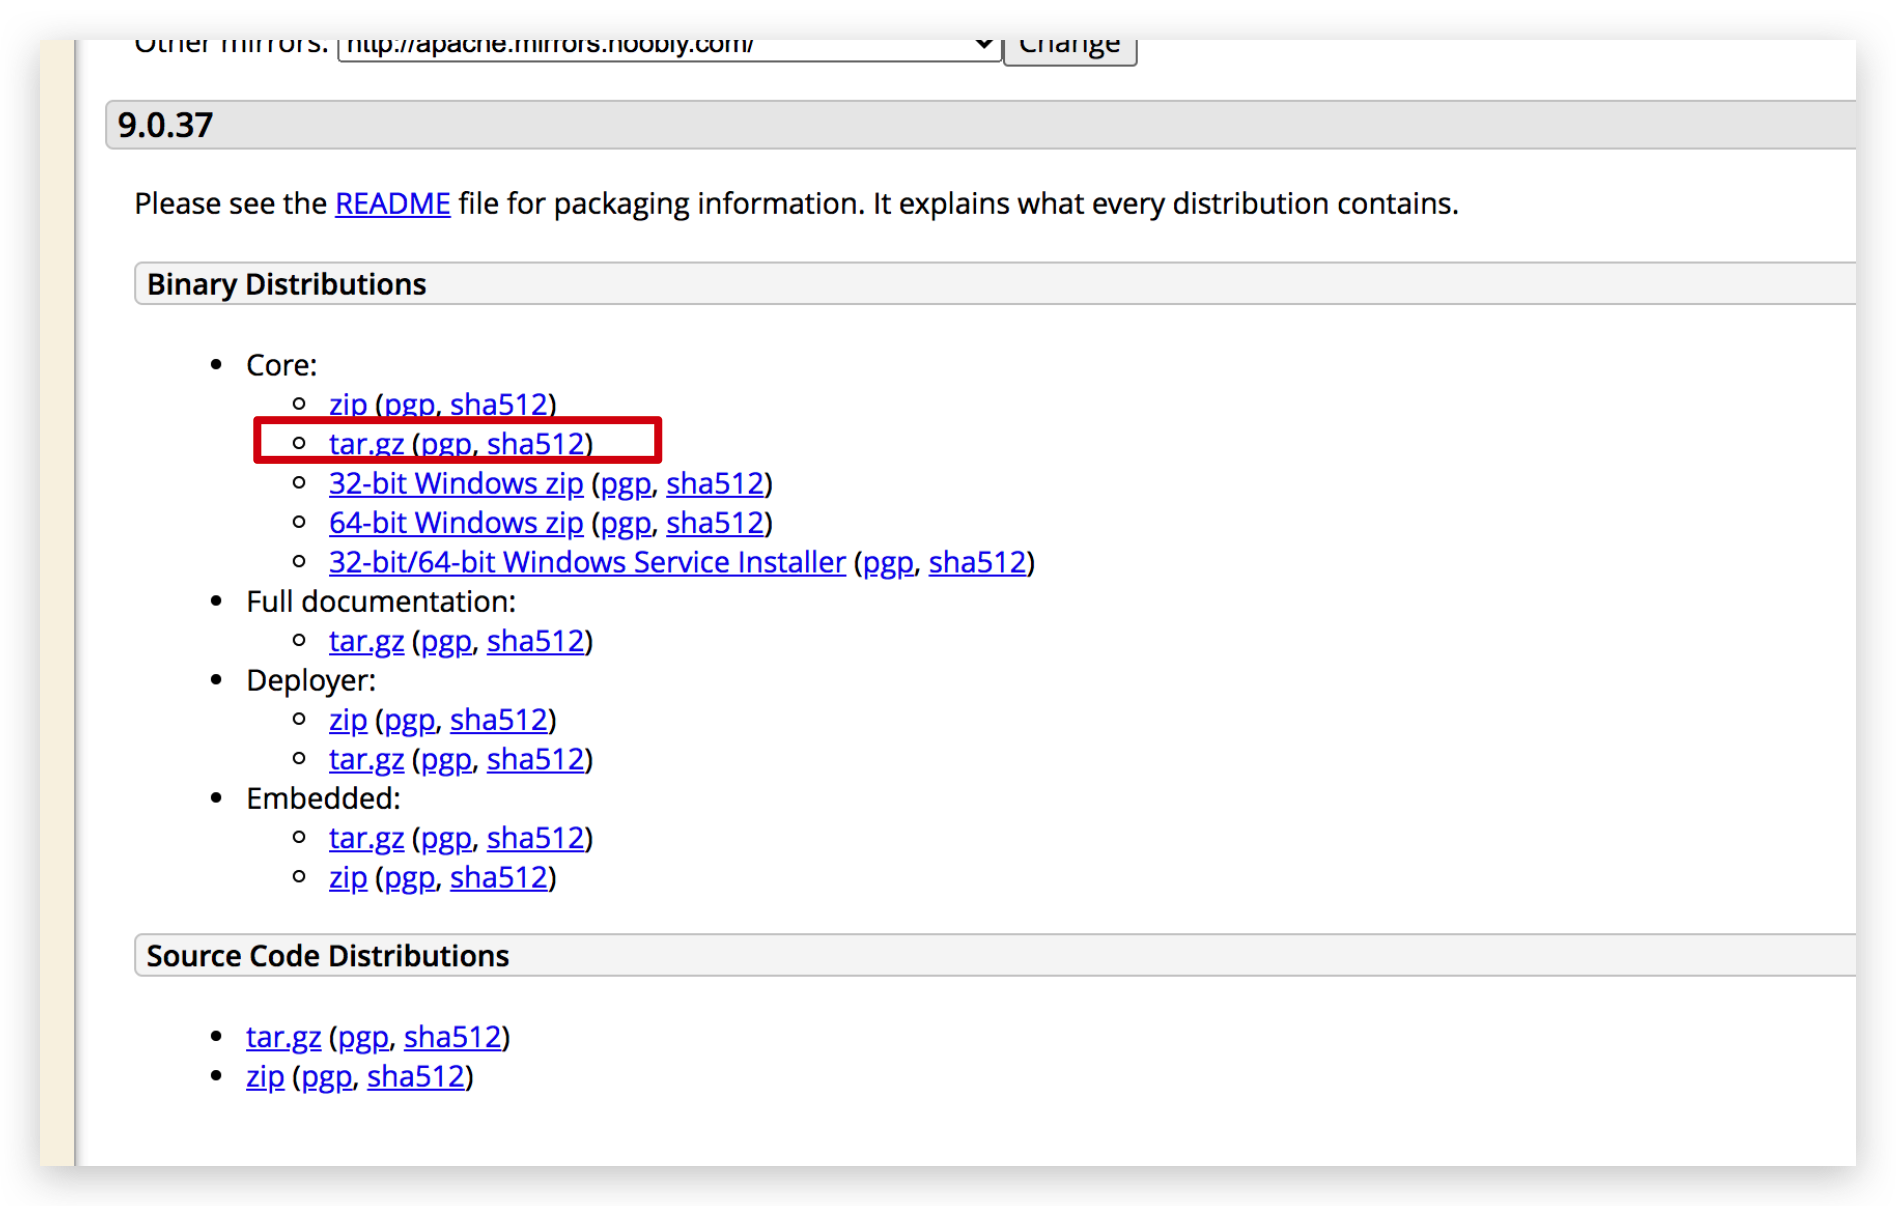 Other mirrors: http://apache.mirrors.hoobly.com/ Change
9.0.37
Please see the README file for packaging information. It explains what every distribution contains.
Binary Distributions
Core:
zip (pgp, sha512)
tar.gz (pgp, sha512)
32-bit Windows zip (pgp, sha512)
64-bit Windows zip (pgp, sha512)
32-bit/64-bit Windows Service Installer (pgp, sha512)
Full documentation:
tar.gz (pgp, sha512)
Deployer:
zip (pgp, sha512)
tar.gz (pgp, sha512)
Embedded:
tar.gz (pgp, sha512)
zip (pgp, sha512)
Source Code Distributions
tar.gz (pgp, sha512)
zip (pgp, sha512)